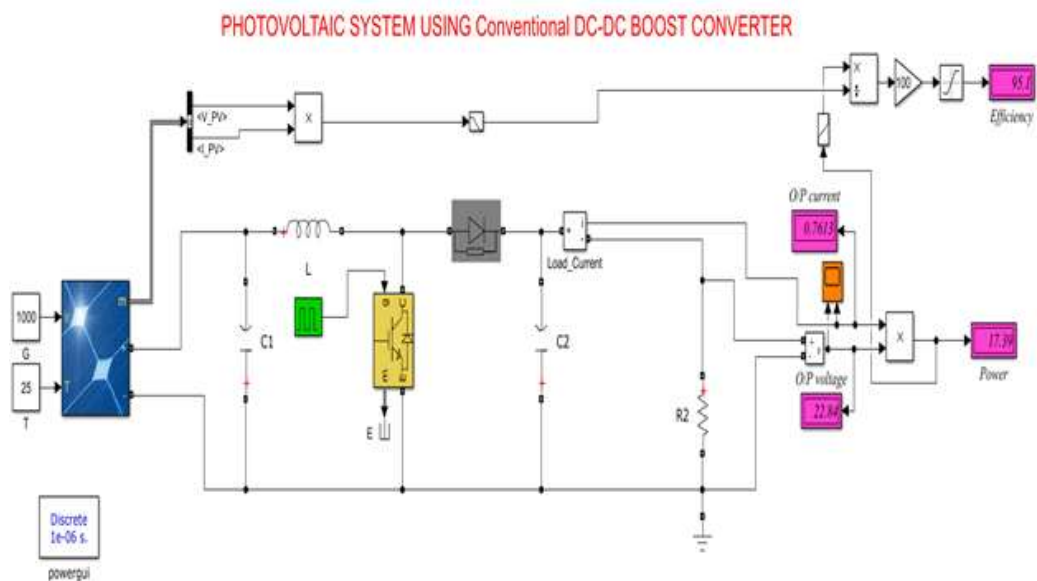 PHOTOVOLTAIC SYSTEM USING Conventional DC-DC BOOST CONVERTER
<V_PV>
<I_PV>
X
X
÷
100
95.1
Efficiency
O/P current
0.7613
L
Load_Current
1000
G
25
T
C1
g
C
m
E
E
C2
R2
+
-
O/P voltage
22.84
X
17.39
Power
Discrete
1e-06 s.
powergui